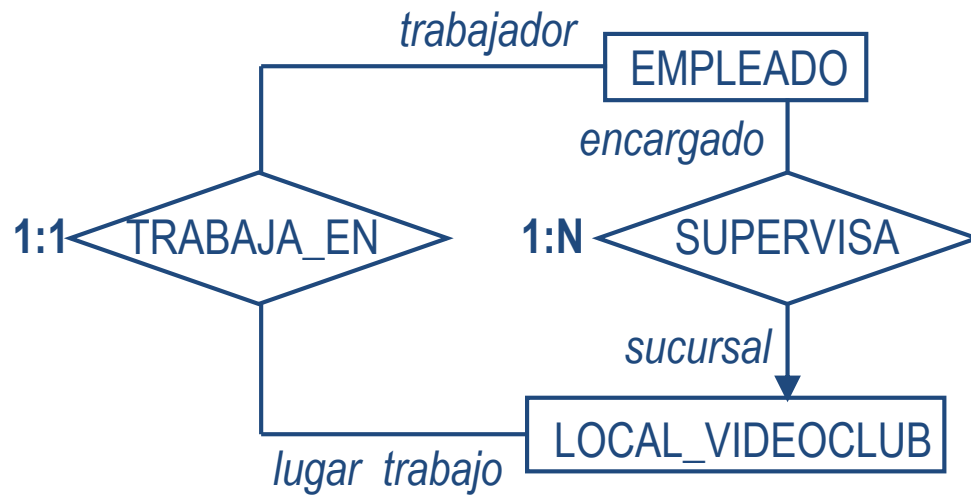 trabajador
EMPLEADO
encargado
1:1
TRABAJA_EN
1:N
SUPERVISA
sucursal
LOCAL_VIDEOCLUB
lugar trabajo